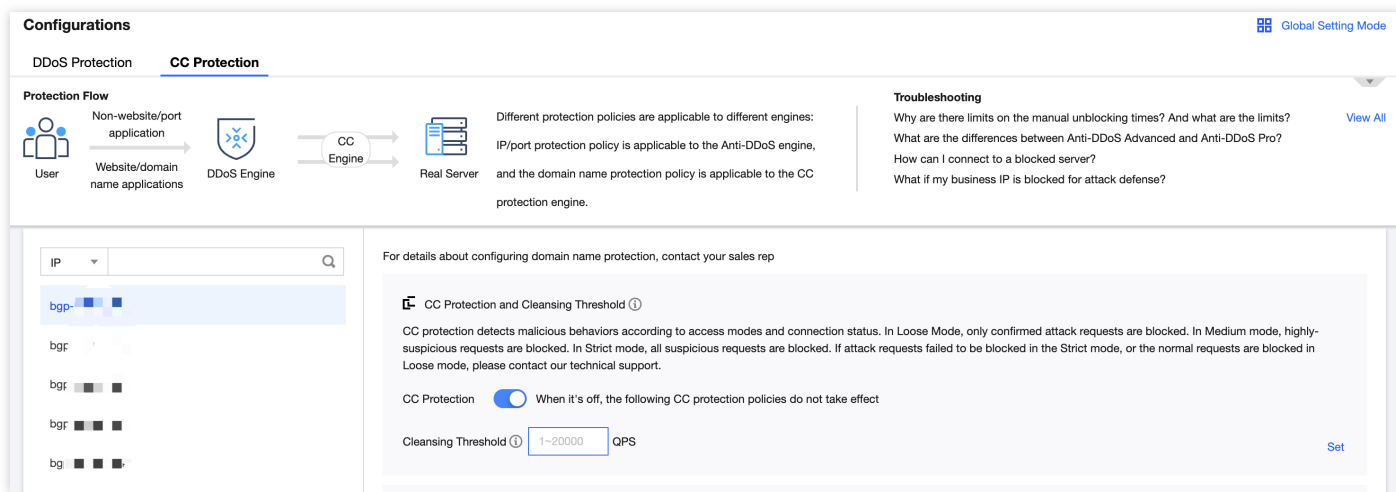 Configurations
Global Setting Mode
DDoS Protection
CC Protection
Protection Flow
Non-website/port
application
Website/domain
name applications
User
DDoS Engine
CC
Engine
Real Server
Different protection policies are applicable to different engines:
IP/port protection policy is applicable to the Anti-DDoS engine,
and the domain name protection policy is applicable to the CC
protection engine.
Troubleshooting
Why are there limits on the manual unblocking times? And what are the limits?
View All
What are the differences between Anti-DDoS Advanced and Anti-DDoS Pro?
How can I connect to a blocked server?
What if my business IP is blocked for attack defense?
IP
bgp-
For details about configuring domain name protection, contact your sales rep
CC Protection and Cleansing Threshold
CC protection detects malicious behaviors according to access modes and connection status. In Loose Mode, only confirmed attack requests are blocked. In Medium mode, highly-
suspicious requests are blocked. In Strict mode, all suspicious requests are blocked. If attack requests failed to be blocked in the Strict mode, or the normal requests are blocked in
Loose mode, please contact our technical support.
CC Protection
When it's off, the following CC protection policies do not take effect
Cleansing Threshold
1~20000
QPS
Set